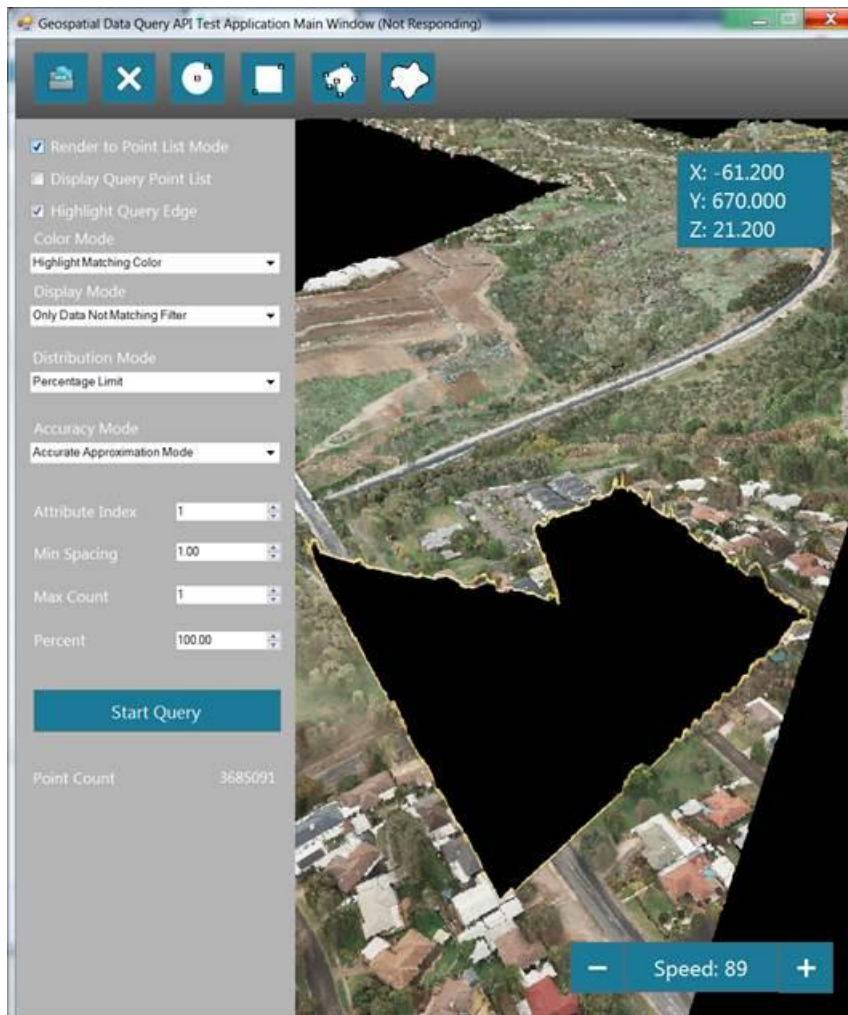 Geospatial Data Query API Test Application Main Window (Not Responding)
Render to Point List Mode
Display Query Point List
Highlight Query Edge
Color Mode
Highlight Matching Color
Display Mode
Only Data Not Matching Filter
Distribution Mode
Percentage Limit
Accuracy Mode
Accurate Approximation Mode
Attribute Index 1
Min Spacing 1.00
Max Count 1
Percent 100.00
Start Query
Point Count 3685091
X: -61.200
Y: 670.000
Z: 21.200
Speed: 89